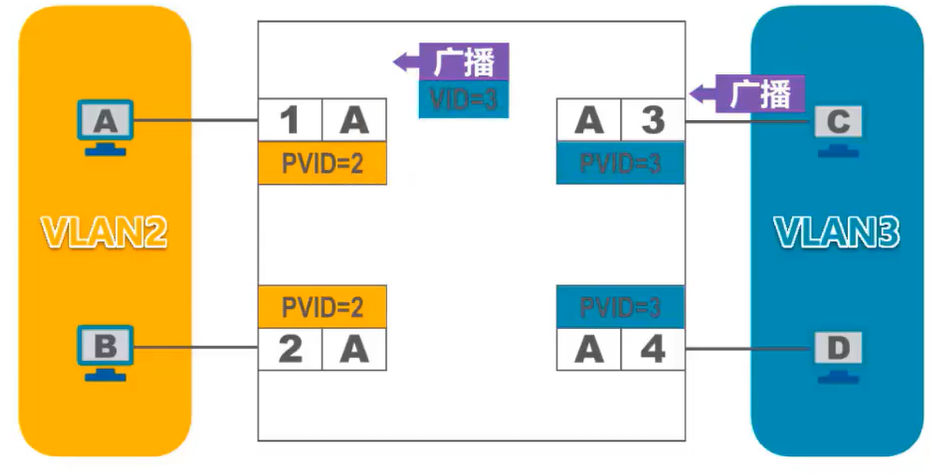 广播
VID=3
广播
A
1 A
A 3
C
PVID=2
PVID=3
VLAN2
VLAN3
PVID=2
PVID=3
B
2 A
A 4
D